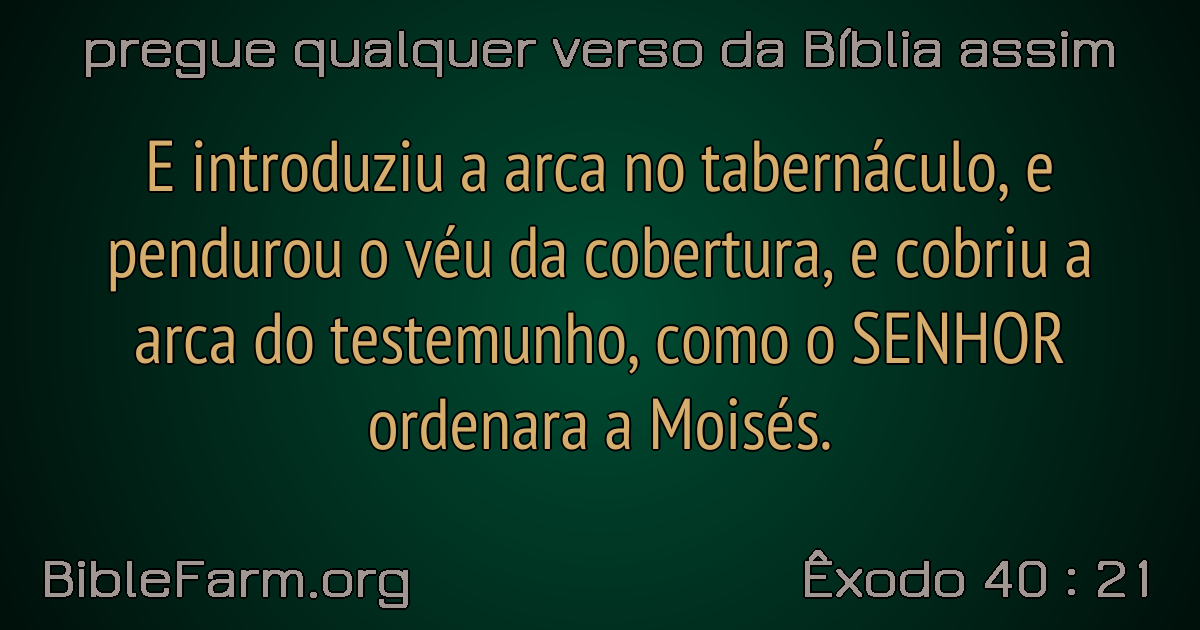 pregue qualquer verso da Bíblia assim
E introduziu a arca no tabernáculo, e
pendurou o véu da cobertura, e cobriu a
arca do testemunho, como o SENHOR
ordenara a Moisés.
BibleFarm.org
Êxodo 40 : 21